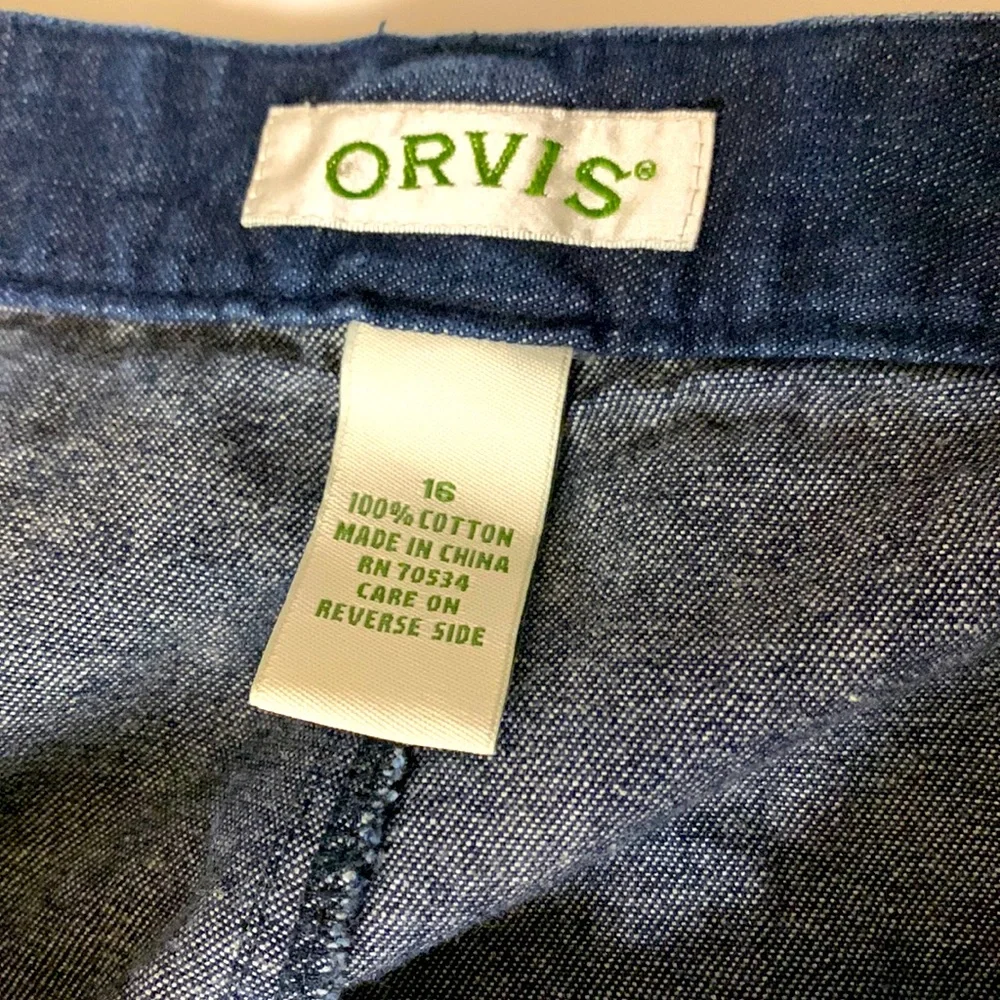 ORVIS®
16
100% COTTON
MADE IN CHINA
RN 70534
CARE ON
REVERSE SIDE